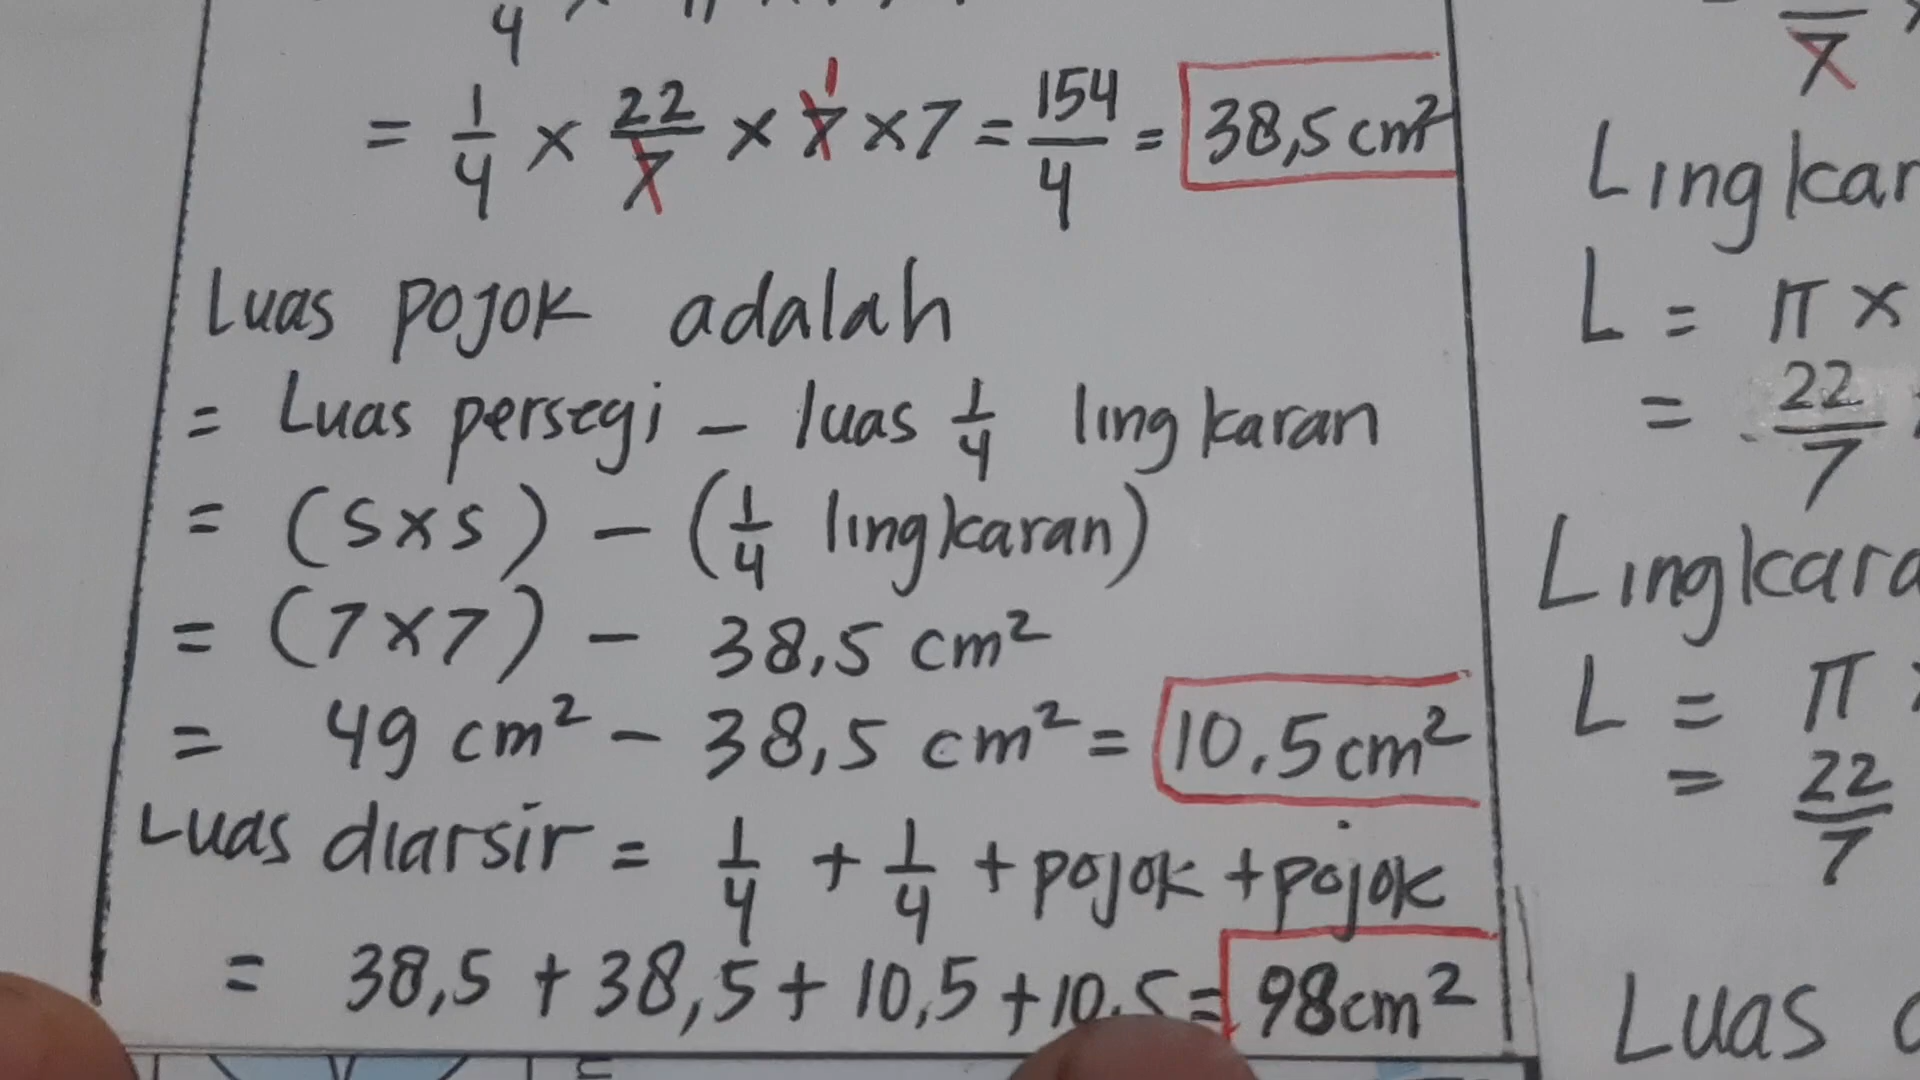 = 1/4 × 22/7 × 7 × 7 = 154/4 = 38,5 cm²
Luas pojok adalah
= Luas persegi - luas 1/4 lingkaran
= (s×s) - (1/4 lingkaran)
= (7×7) - 38,5 cm²
= 49 cm² - 38,5 cm² = 10,5 cm²
Luas diarsir = 1/4 + 1/4 + pojok + pojok
= 38,5 + 38,5 + 10,5 + 10,5 = 98 cm²
7
L = π ×
= 22/7
L = π
= 22/7
Luas